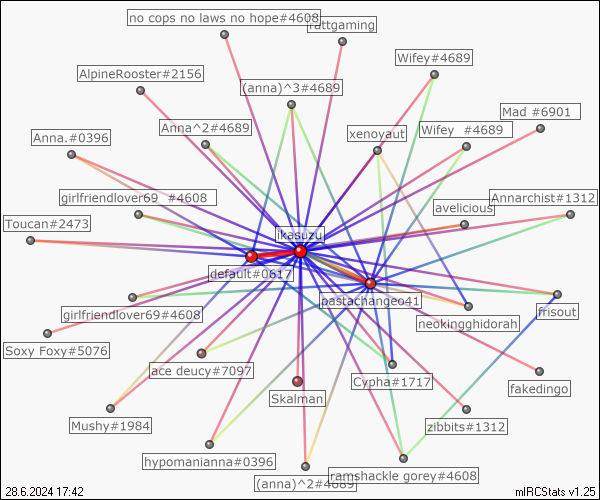 no cops no laws no hope#4608
rattgaming
Wifey#4689
AlpineRooster#2156
(anna)^3#4689
Mad #6901
Anna^2#4689
Wifey #4689
xenoyaut
Anna.#0396
girlfriendlover69 #4608
Annarchist#1312
avelicious
Toucan#2473
ikasuzu
default#0617
pastachangeo41
girlfriendlover69#4608
neokingghidorah
frisout
Soxy Foxy#5076
ace deucy#7097
Cypha#1717
fakedingo
Skalman
Mushy#1984
zibbits#1312
hypomanianna#0396
ramshackle gorey#4608
(anna)^2#4689
28.6.2024 17:42
mIRCStats v1.25